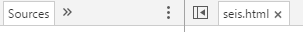 Sources » seis.html ×